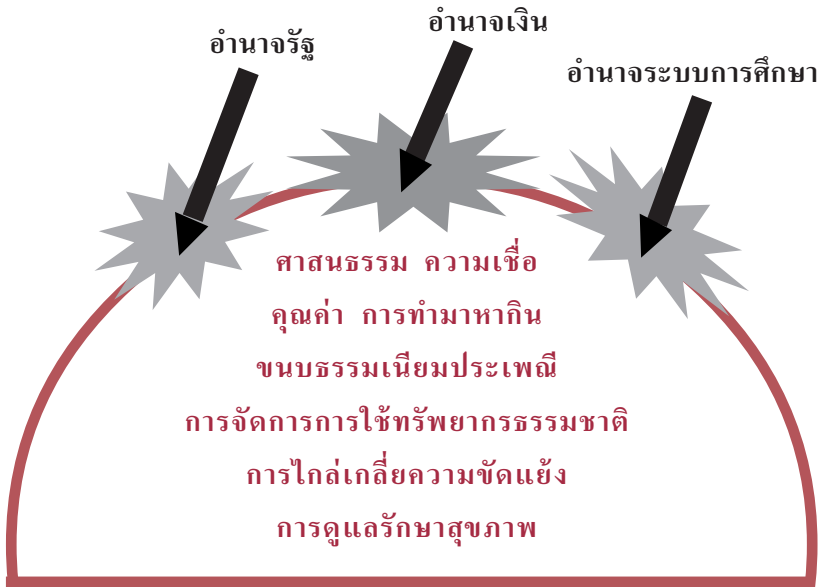 อำนาจรัฐ
อำนาจเงิน
อำนาจระบบการศึกษา
ศาสนธรรม ความเชื่อ
คุณค่า การทำมาหากิน
ขนบธรรมเนียมประเพณี
การจัดการการใช้ทรัพยากรธรรมชาติ
การไกล่เกลี่ยความขัดแย้ง
การดูแลรักษาสุขภาพ